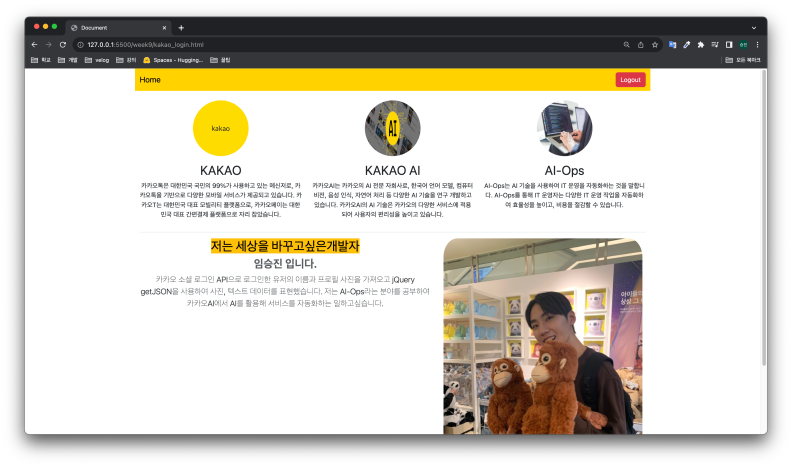 Document
127.0.0.1:5500/week9/kakao_login.html
학교 개발 velog 강의 Spaces - Hugging... 꿀팁 모든 북마크
Home Logout
kakao AI
KAKAO
카카오톡은 대한민국 국민의 99%가 사용하고 있는 메신저로, 카
카오톡을 기반으로 다양한 모바일 서비스가 제공되고 있습니다. 카
카오T는 대한민국 대표 모빌리티 플랫폼으로, 카카오페이는 대한
민국 대표 간편결제 플랫폼으로 자리 잡았습니다.
KAKAO AI
카카오AI는 카카오의 AI 전문 자회사로, 한국어 언어 모델, 컴퓨터
비전, 음성 인식, 자연어 처리 등 다양한 AI 기술을 연구 개발하고
있습니다. 카카오AI의 AI 기술은 카카오의 다양한 서비스에 적용
되어 사용자의 편리성을 높이고 있습니다.
AI-Ops
AI-Ops는 AI 기술을 사용하여 IT 운영을 자동화하는 것을 말합니
다. AI-Ops를 통해 IT 운영자는 다양한 IT 운영 작업을 자동화하
여 효율성을 높이고, 비용을 절감할 수 있습니다.
저는 세상을 바꾸고싶은개발자
임승진 입니다.
카카오 소셜 로그인 API으로 로그인한 유저의 이름과 프로필 사진을 가져오고 jQuery
getJSON을 사용하여 사진, 텍스트 데이터를 표현했습니다. 저는 AI-Ops라는 분야를 공부하여
카카오AI에서 AI를 활용해 서비스를 자동화하는 일하고싶습니다.
상상 그